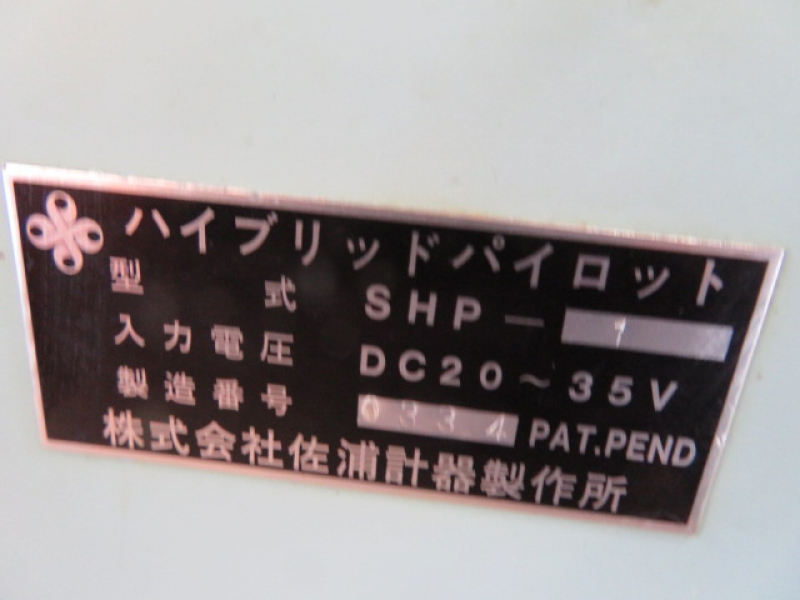 ハイブリッドパイロット
型式 SHP－1
入力電圧 DC20～35V
製造番号 0334 PAT.PEND
株式会社佐浦計器製作所